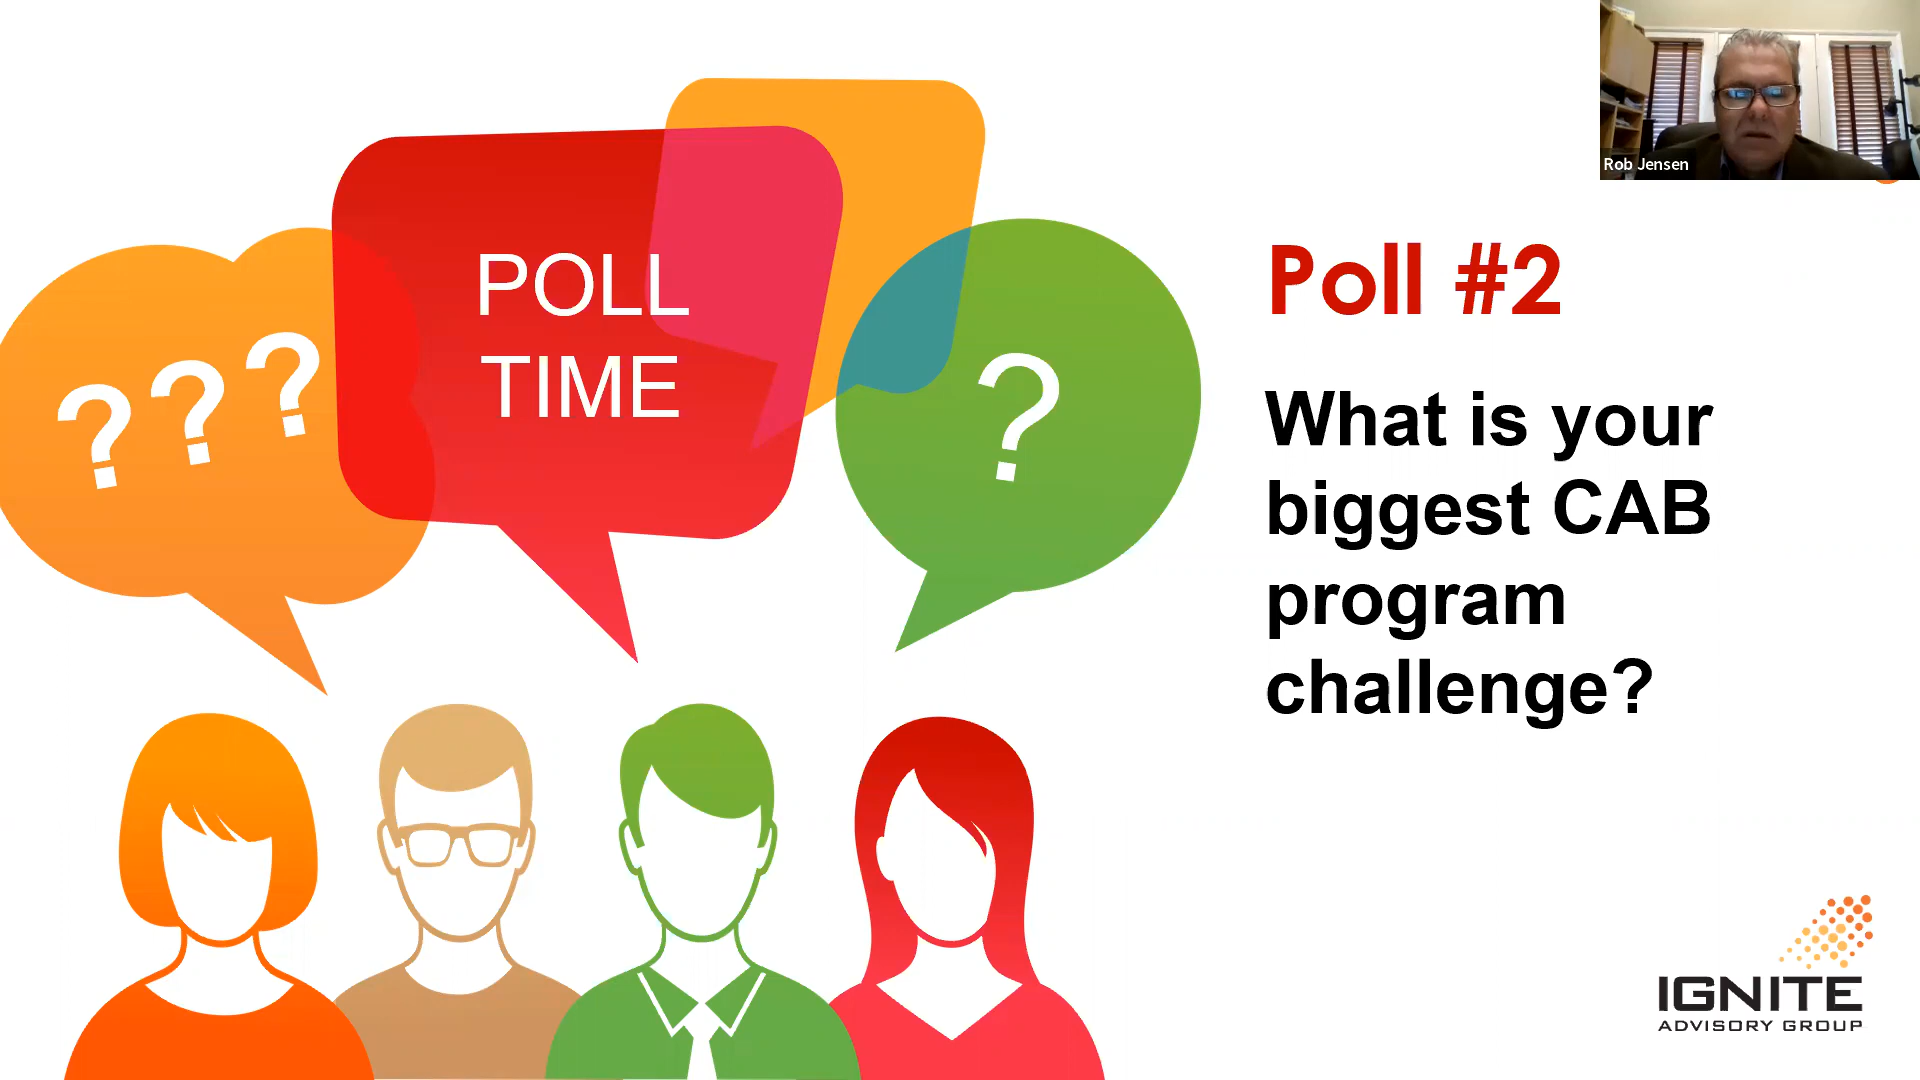 Rob Jensen
POLL
TIME
???
?
Poll #2
What is your
biggest CAB
program
challenge?
IGNITE
ADVISORY GROUP